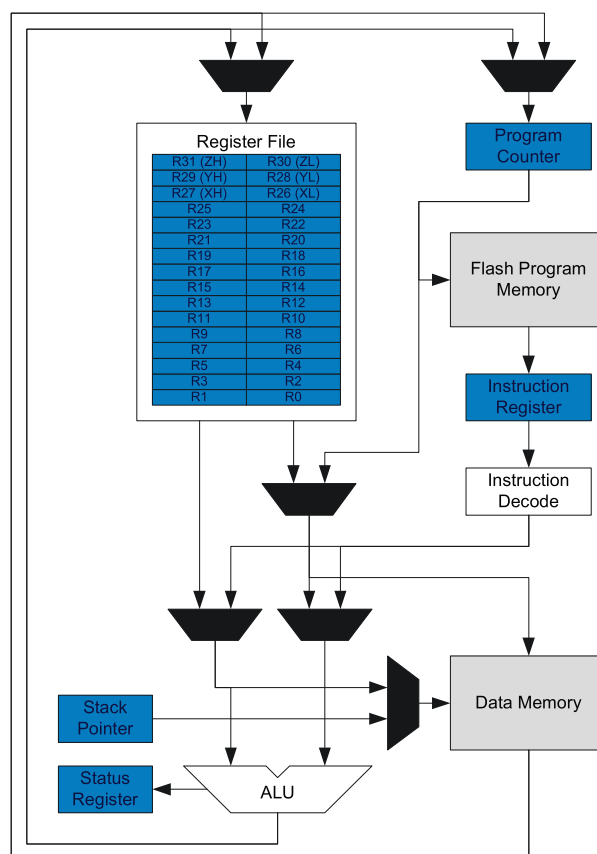 Register File
R31 (ZH) R30 (ZL)
R29 (YH) R28 (YL)
R27 (XH) R26 (XL)
R25 R24
R23 R22
R21 R20
R19 R18
R17 R16
R15 R14
R13 R12
R11 R10
R9 R8
R7 R6
R5 R4
R3 R2
R1 R0
Program
Counter
Flash Program
Memory
Instruction
Register
Instruction
Decode
Stack
Pointer
Data Memory
Status
Register
ALU